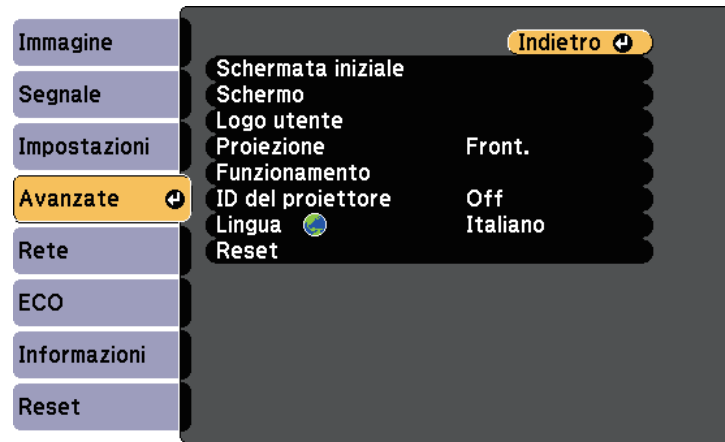 Immagine
Segnale
Impostazioni
Avanzate
Rete
ECO
Informazioni
Reset
Indietro
Schermata iniziale
Schermo
Logo utente
Proiezione Front.
Funzionamento
ID del proiettore Off
Lingua Italiano
Reset